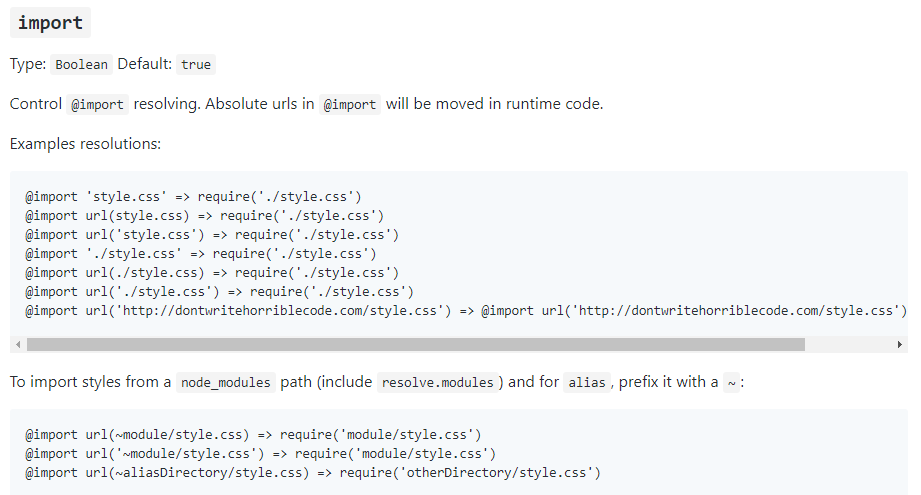 import
Type: Boolean Default: true
Control @import resolving. Absolute urls in @import will be moved in runtime code.
Examples resolutions:
@import 'style.css' => require('./style.css')
@import url(style.css) => require('./style.css')
@import url('style.css') => require('./style.css')
@import './style.css' => require('./style.css')
@import url(./style.css) => require('./style.css')
@import url('./style.css') => require('./style.css')
@import url('http://dontwritehorriblecode.com/style.css') => @import url('http://dontwritehorriblecode.com/style.css')
To import styles from a node_modules path (include resolve.modules) and for alias, prefix it with a ~:
@import url(~module/style.css) => require('module/style.css')
@import url('~module/style.css') => require('module/style.css')
@import url(~aliasDirectory/style.css) => require('otherDirectory/style.css')